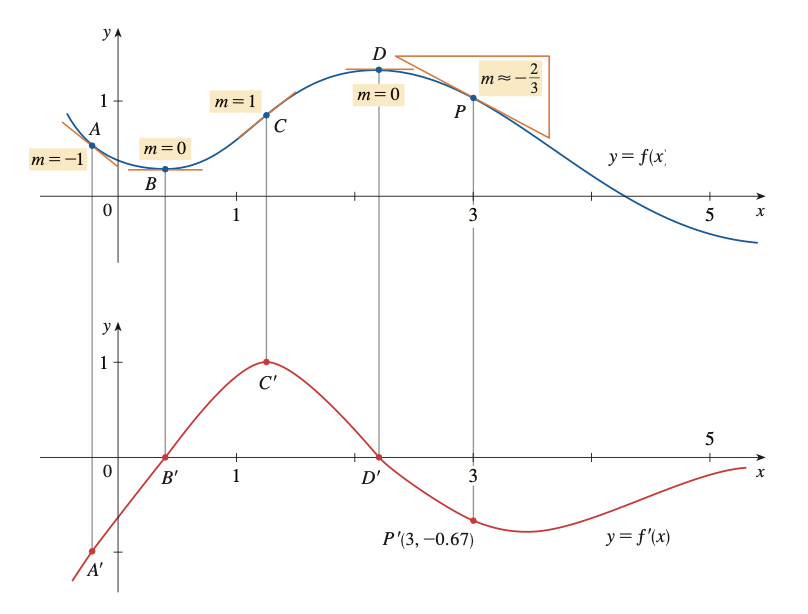 y
D
m ≈ −2/3
1
m = 1
m = 0
A
C
P
m = 0
m = −1
y = f(x)
B
0
1
3
5
x
y
1
C′
5
0
B′
1
D′
3
x
P′(3, −0.67)
y = f′(x)
A′